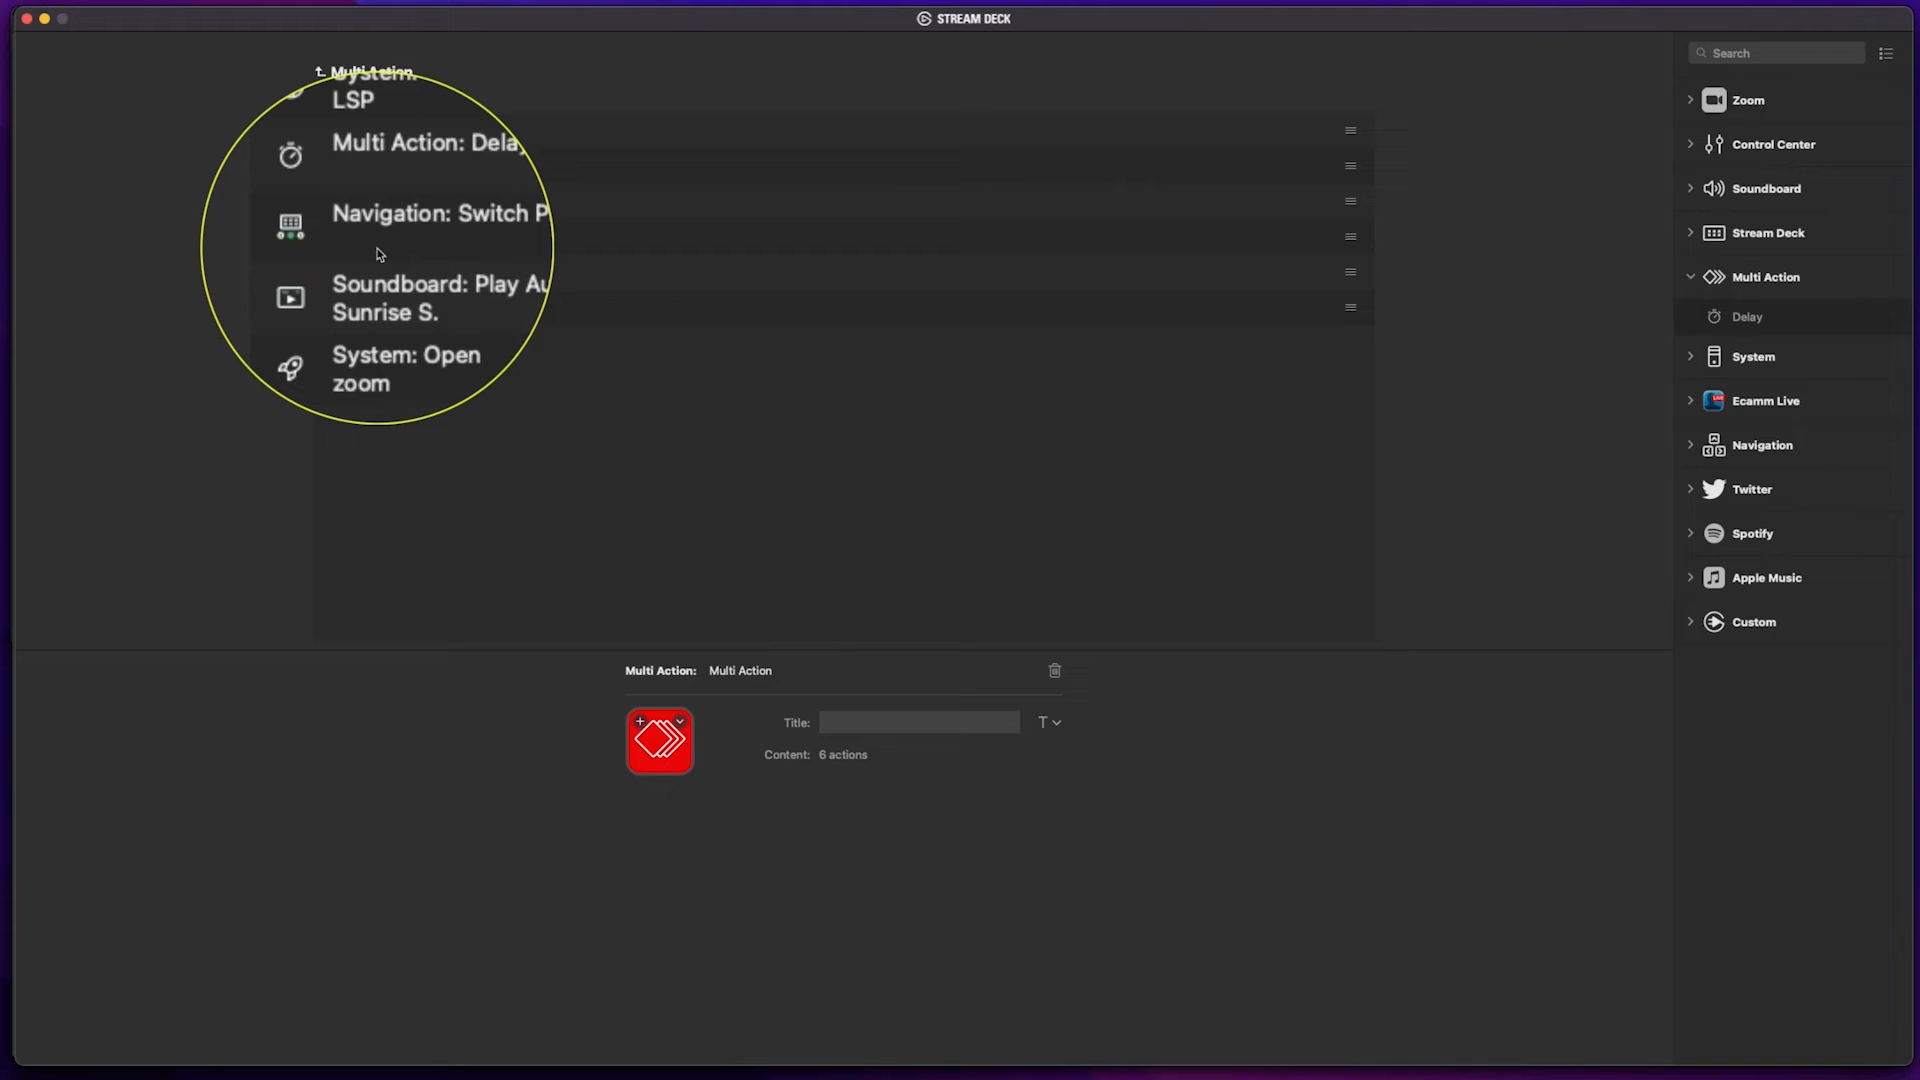 STREAM DECK
Multi Action
System:
LSP
Multi Action: Delay
Navigation: Switch P
Soundboard: Play Au
Sunrise S.
System: Open
zoom
Search
Zoom
Control Center
Soundboard
Stream Deck
Multi Action
Delay
System
Ecamm Live
Navigation
Twitter
Spotify
Apple Music
Custom
Multi Action: Multi Action
Title:
T
Content: 6 actions